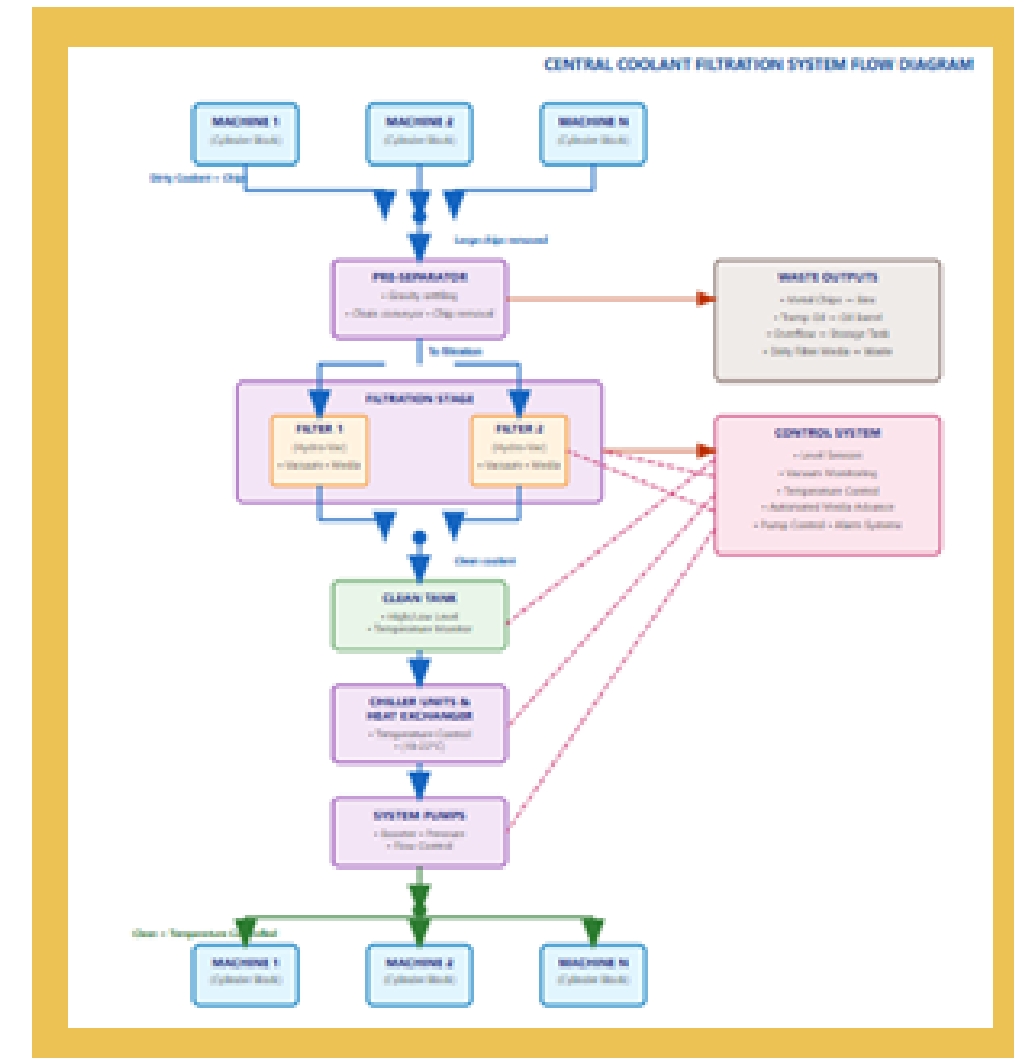 CENTRAL COOLANT FILTRATION SYSTEM FLOW DIAGRAM
MACHINE 1
(Cylinder Block)
MACHINE 2
(Cylinder Block)
MACHINE N
(Cylinder Block)
Dirty Coolant + Chips
Large chips removed
PRE-SEPARATOR
• Gravity settling
• Chain conveyor • Chip removal
WASTE OUTPUTS
• Metal Chips → Bins
• Tramp Oil → Oil Barrel
• Overflow → Storage Tank
• Dirty Filter Media → Waste
To filtration
FILTRATION STAGE
FILTER 1
(Hydro-Vac)
• Vacuum • Media
FILTER 2
(Hydro-Vac)
• Vacuum • Media
CONTROL SYSTEM
• Level Sensors
• Vacuum Monitoring
• Temperature Control
• Automated Media Advance
• Pump Control • Alarm Systems
Clean coolant
CLEAN TANK
• High/Low Level
• Temperature Monitor
CHILLER UNITS &
HEAT EXCHANGER
• Temperature Control
SYSTEM PUMPS
• Booster • Pressure
• Flow Control
Clean + Temperature Controlled
MACHINE 1
(Cylinder Block)
MACHINE 2
(Cylinder Block)
MACHINE N
(Cylinder Block)